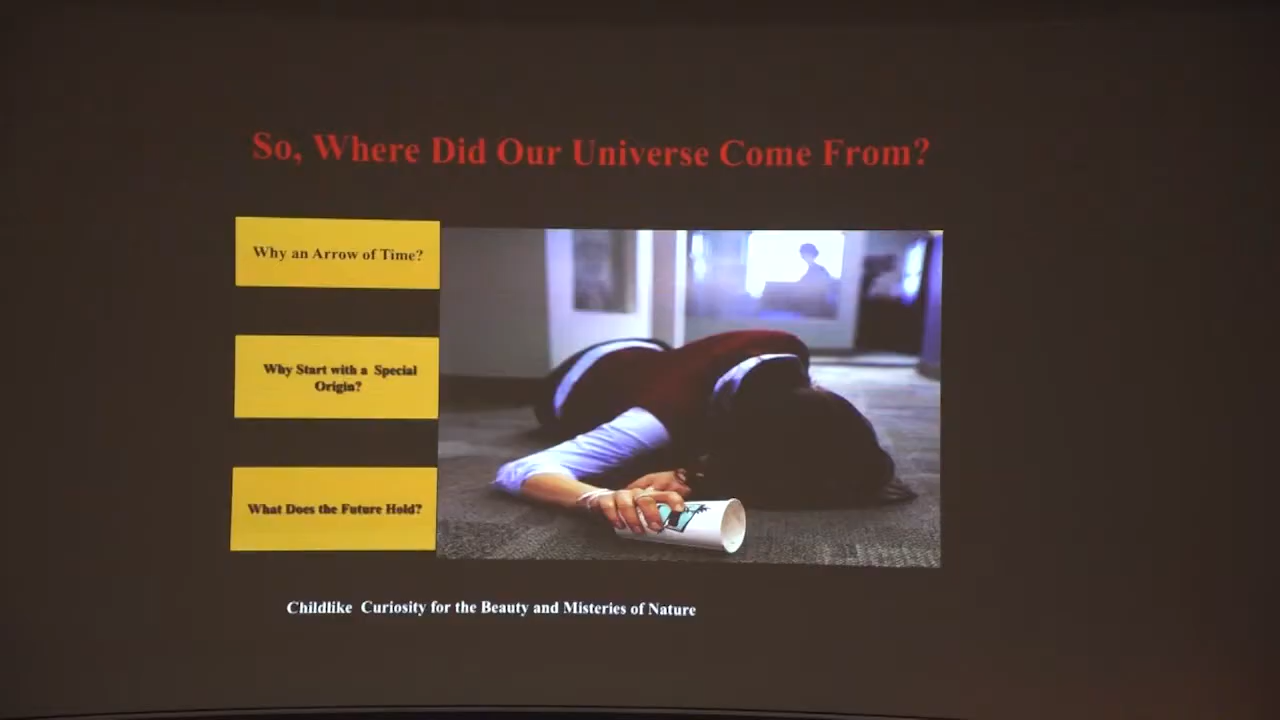 So, Where Did Our Universe Come From?
Why an Arrow of Time?
Why Start with a Special
Origin?
What Does the Future Hold?
Childlike Curiosity for the Beauty and Misteries of Nature